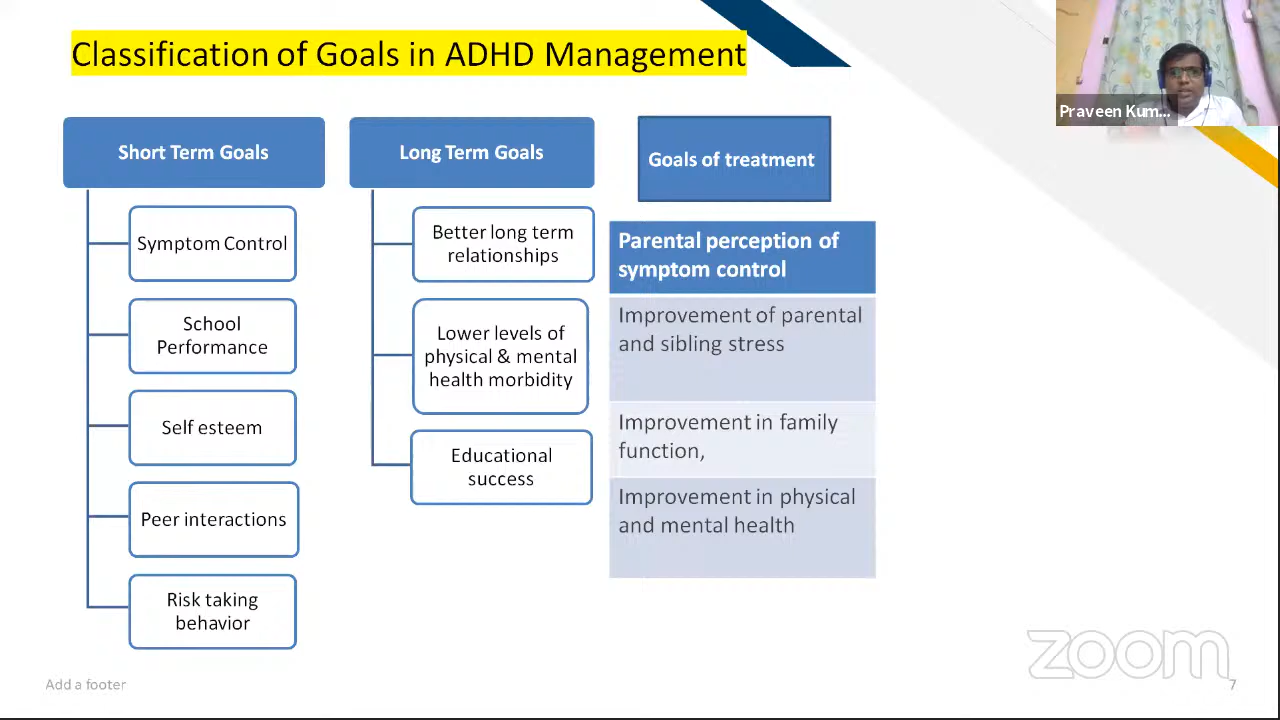 Classification of Goals in ADHD Management
Praveen Kum...
Short Term Goals
Symptom Control
School
Performance
Self esteem
Peer interactions
Risk taking
behavior
Long Term Goals
Better long term
relationships
Lower levels of
physical & mental
health morbidity
Educational
success
Goals of treatment
Parental perception of
symptom control
Improvement of parental
and sibling stress
Improvement in family
function,
Improvement in physical
and mental health
zoom
Add a footer
7